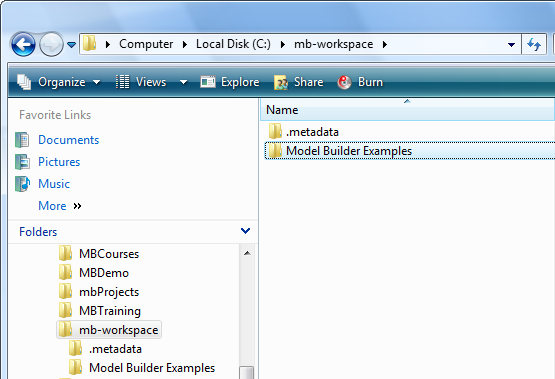 Computer Local Disk (C:) mb-workspace
Organize Views Explore Share Burn
Favorite Links
Documents
Pictures
Music
More »
Folders
MBCourses
MBDemo
mbProjects
MBTraining
mb-workspace
.metadata
Model Builder Examples
Name
.metadata
Model Builder Examples